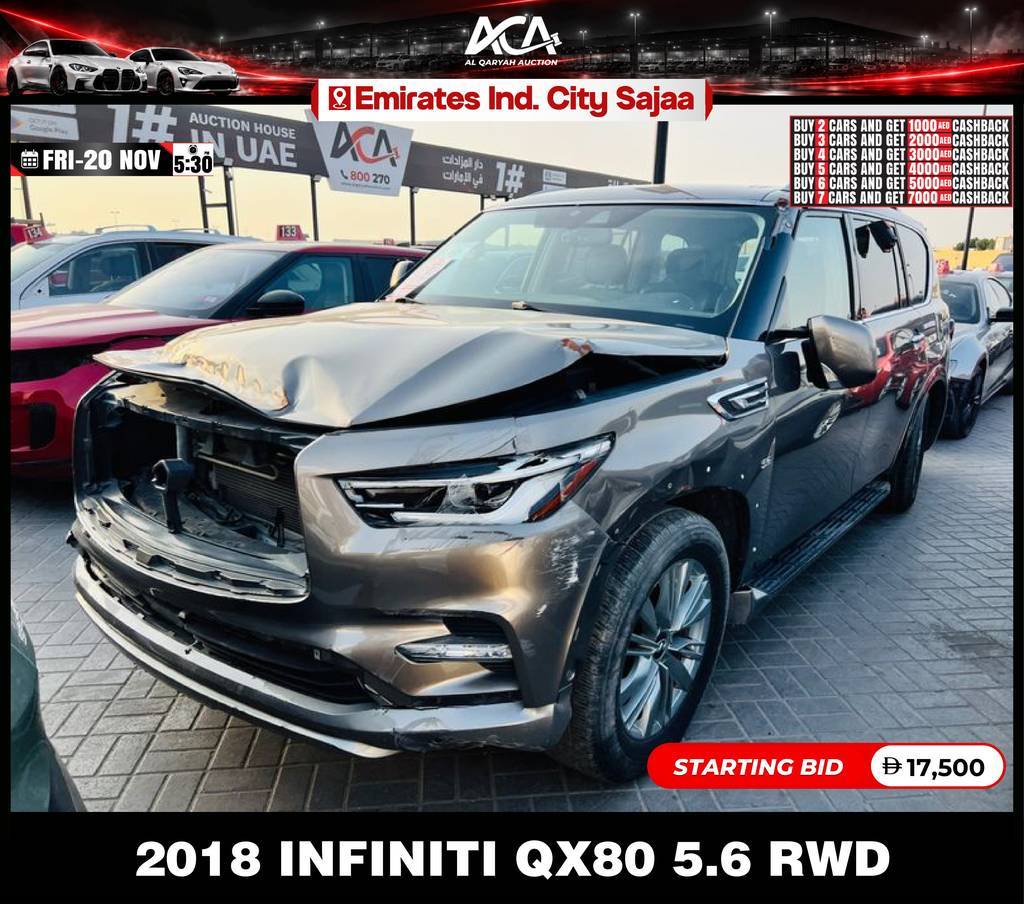 ACA
AL QARYAH AUCTION
Emirates Ind. City Sajaa
FRI-20 NOV 5:30
BUY 2 CARS AND GET 1000 AED CASHBACK
BUY 3 CARS AND GET 2000 AED CASHBACK
BUY 4 CARS AND GET 3000 AED CASHBACK
BUY 5 CARS AND GET 4000 AED CASHBACK
BUY 6 CARS AND GET 5000 AED CASHBACK
BUY 7 CARS AND GET 7000 AED CASHBACK
Google Play
1# AUCTION HOUSE
IN UAE
ACA
800 270
دار المزادات
في الإمارات
1#
134
133
STARTING BID 17,500
2018 INFINITI QX80 5.6 RWD